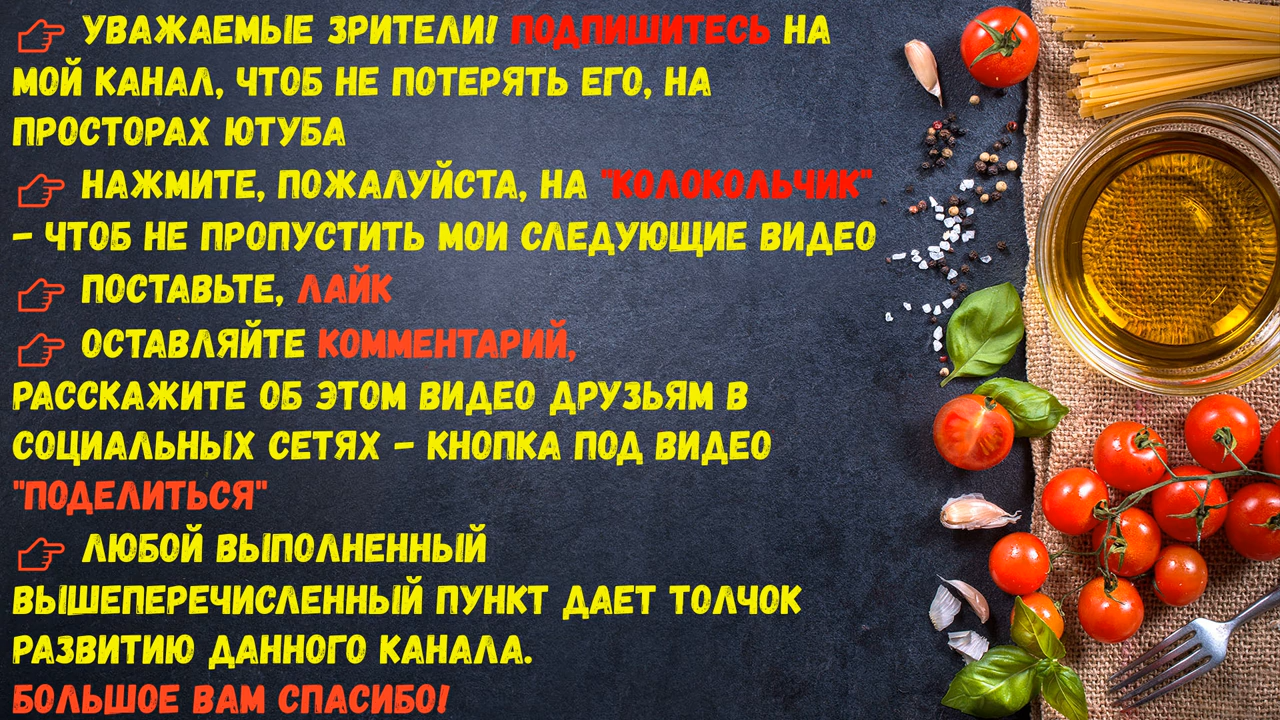 УВАЖАЕМЫЕ ЗРИТЕЛИ! ПОДПИШИТЕСЬ НА
МОЙ КАНАЛ, ЧТОБ НЕ ПОТЕРЯТЬ ЕГО, НА
ПРОСТОРАХ ЮТУБА
НАЖМИТЕ, ПОЖАЛУЙСТА, НА "КОЛОКОЛЬЧИК"
– ЧТОБ НЕ ПРОПУСТИТЬ МОИ СЛЕДУЮЩИЕ ВИДЕО
ПОСТАВЬТЕ, ЛАЙК
ОСТАВЛЯЙТЕ КОММЕНТАРИЙ,
РАССКАЖИТЕ ОБ ЭТОМ ВИДЕО ДРУЗЬЯМ В
СОЦИАЛЬНЫХ СЕТЯХ – КНОПКА ПОД ВИДЕО
"ПОДЕЛИТЬСЯ"
ЛЮБОЙ ВЫПОЛНЕННЫЙ
ВЫШЕПЕРЕЧИСЛЕННЫЙ ПУНКТ ДАЕТ ТОЛЧОК
РАЗВИТИЮ ДАННОГО КАНАЛА.
БОЛЬШОЕ ВАМ СПАСИБО!